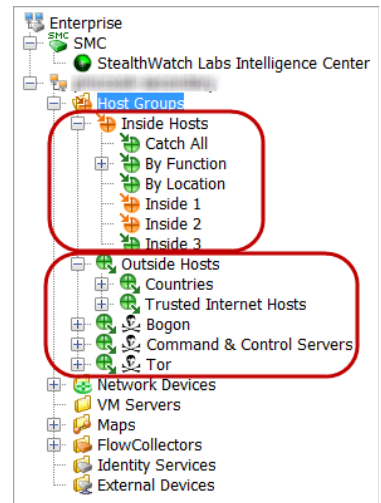 Enterprise
SMC
StealthWatch Labs Intelligence Center
Host Groups
Inside Hosts
Catch All
By Function
By Location
Inside 1
Inside 2
Inside 3
Outside Hosts
Countries
Trusted Internet Hosts
Bogon
Command & Control Servers
Tor
Network Devices
VM Servers
Maps
FlowCollectors
Identity Services
External Devices